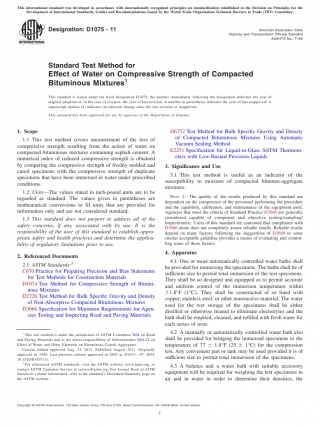 This international standard was developed in accordance with internationally recognized principles on standardization established in the Decision on Principles for the
Development of International Standards, Guides and Recommendations issued by the World Trade Organization Technical Barriers to Trade (TBT) Committee.
Designation: D1075 − 11
American Association State
Highway and Transportation Officials Standard
AASHTO No.: T165
Standard Test Method for
Effect of Water on Compressive Strength of Compacted
Bituminous Mixtures1
This standard is issued under the fixed designation D1075; the number immediately following the designation indicates the year of
original adoption or, in the case of revision, the year of last revision. A number in parentheses indicates the year of last reapproval. A
superscript epsilon (ε) indicates an editorial change since the last revision or reapproval.
This standard has been approved for use by agencies of the Department of Defense.
1. Scope
1.1 This test method covers measurement of the loss of
compressive strength resulting from the action of water on
compacted bituminous mixtures containing asphalt cement. A
numerical index of reduced compressive strength is obtained
by comparing the compressive strength of freshly molded and
cured specimens with the compressive strength of duplicate
specimens that have been immersed in water under prescribed
conditions.
1.2 Units—The values stated in inch-pound units are to be
regarded as standard. The values given in parentheses are
mathematical conversions to SI units that are provided for
information only and are not considered standard.
1.3 This standard does not purport to address all of the
safety concerns, if any, associated with its use. It is the
responsibility of the user of this standard to establish appro-
priate safety and health practices and determine the applica-
bility of regulatory limitations prior to use.
2. Referenced Documents
2.1 ASTM Standards:2
C670 Practice for Preparing Precision and Bias Statements
for Test Methods for Construction Materials
D1074 Test Method for Compressive Strength of Bitumi-
nous Mixtures
D2726 Test Method for Bulk Specific Gravity and Density
of Non-Absorptive Compacted Bituminous Mixtures
D3666 Specification for Minimum Requirements for Agen-
cies Testing and Inspecting Road and Paving Materials
1 This test method is under the jurisdiction of ASTM Committee D04 on Road
and Paving Materials and is the direct responsibility of Subcommittee D04.22 on
Effect of Water and Other Elements on Bituminous Coated Aggregates.
Current edition approved Aug. 15, 2011. Published August 2011. Originally
approved in 1949. Last previous edition approved in 2007 as D1075 – 07. DOI:
10.1520/D1075-11.
2 For referenced ASTM standards, visit the ASTM website, www.astm.org, or
contact ASTM Customer Service at service@astm.org. For Annual Book of ASTM
Standards volume information, refer to the standard's Document Summary page on
the ASTM website.
D6752 Test Method for Bulk Specific Gravity and Density
of Compacted Bituminous Mixtures Using Automatic
Vacuum Sealing Method
E2251 Specification for Liquid-in-Glass ASTM Thermom-
eters with Low-Hazard Precision Liquids
3. Significance and Use
3.1 This test method is useful as an indicator of the
susceptibility to moisture of compacted bitumen-aggregate
mixtures.
NOTE 1—The quality of the results produced by this standard are
dependent on the competence of the personnel performing the procedure
and the capability, calibration, and maintenance of the equipment used.
Agencies that meet the criteria of Standard Practice D3666 are generally
considered capable of competent and objective testing/sampling/
inspection/etc. Users of this standard are cautioned that compliance with
D3666 alone does not completely assure reliable results. Reliable results
depend on many factors; following the suggestions of D3666 or some
similar acceptable guideline provides a means of evaluating and control-
ling some of those factors.
4. Apparatus
4.1 One or more automatically controlled water baths shall
be provided for immersing the specimens. The baths shall be of
sufficient size to permit total immersion of the test specimens.
They shall be so designed and equipped as to permit accurate
and uniform control of the immersion temperature within
±1.8°F (1°C). They shall be constructed of or lined with
copper, stainless steel, or other nonreactive material. The water
used for the wet storage of the specimens shall be either
distilled or otherwise treated to eliminate electrolytes and the
bath shall be emptied, cleaned, and refilled with fresh water for
each series of tests.
4.2 A manually or automatically controlled water bath also
shall be provided for bringing the immersed specimens to the
temperature of 77 ± 1.8°F (25 ± 1°C) for the compression
test. Any convenient pan or tank may be used provided it is of
sufficient size to permit total immersion of the specimens.
4.3 A balance and a water bath with suitable accessory
equipment will be required for weighing the test specimens in
air and in water in order to determine their densities, the
Copyright © ASTM International, 100 Barr Harbor Drive, PO Box C700, West Conshohocken, PA 19428-2959. United States
1